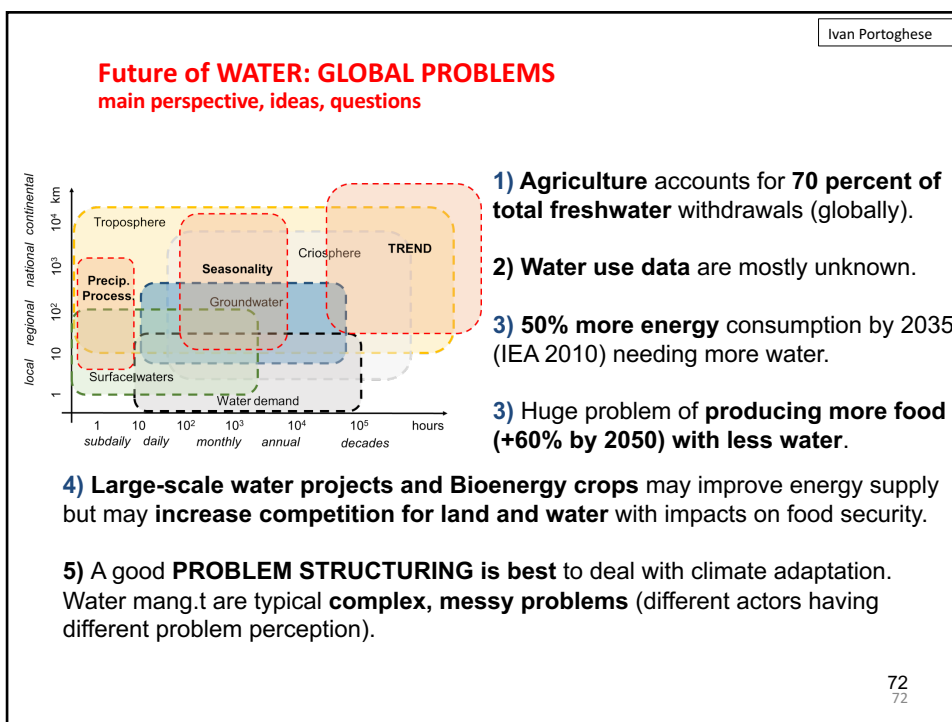 Ivan Portoghese
Future of WATER: GLOBAL PROBLEMS
main perspective, ideas, questions
local regional national continental
1 10 10² 10³ 10⁴ km
Troposphere
Criosphere
TREND
Seasonality
Precip.
Process
Groundwater
Surface waters
Water demand
1 10 10² 10³ 10⁴ 10⁵ hours
subdaily daily monthly annual decades
1) Agriculture accounts for 70 percent of
total freshwater withdrawals (globally).
2) Water use data are mostly unknown.
3) 50% more energy consumption by 2035
(IEA 2010) needing more water.
3) Huge problem of producing more food
(+60% by 2050) with less water.
4) Large-scale water projects and Bioenergy crops may improve energy supply
but may increase competition for land and water with impacts on food security.
5) A good PROBLEM STRUCTURING is best to deal with climate adaptation.
Water mang.t are typical complex, messy problems (different actors having
different problem perception).
72
72